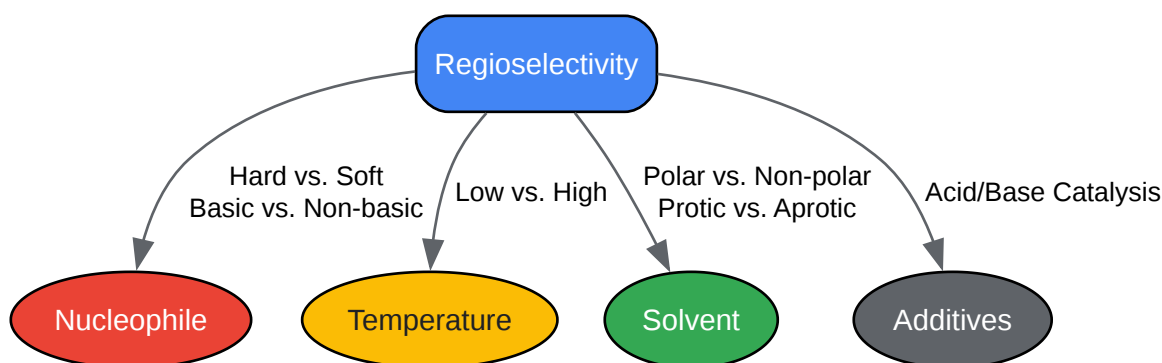 Regioselectivity
Hard vs. Soft
Basic vs. Non-basic
Low vs. High
Polar vs. Non-polar
Protic vs. Aprotic
Acid/Base Catalysis
Nucleophile
Temperature
Solvent
Additives